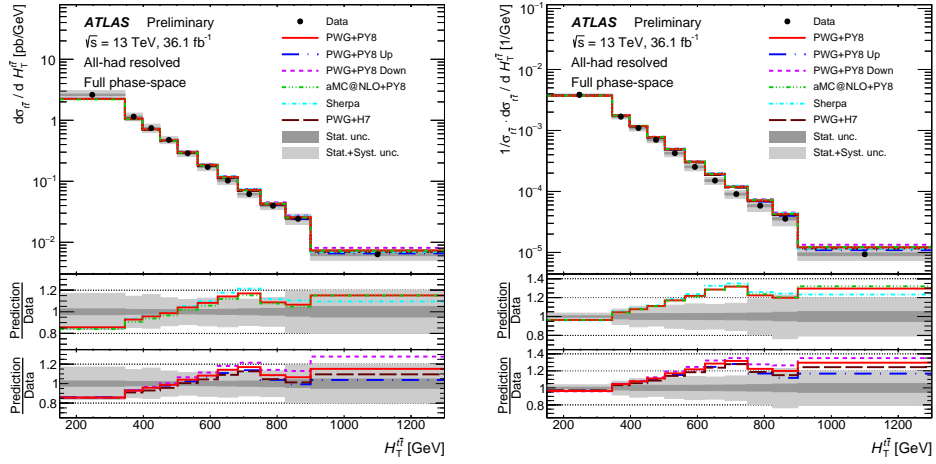 ATLAS Preliminary
√s = 13 TeV, 36.1 fb⁻¹
All-had resolved
Full phase-space
Data
PWG+PY8
PWG+PY8 Up
PWG+PY8 Down
aMC@NLO+PY8
Sherpa
PWG+H7
Stat. unc.
Stat.+Syst. unc.
dσ_tt̄ / d H_T^tt̄ [pb/GeV]
10
1
10⁻¹
10⁻²
Prediction
Data
1.2
1
0.8
Prediction
Data
1.2
1
0.8
200 400 600 800 1000 1200
H_T^tt̄ [GeV]
ATLAS Preliminary
√s = 13 TeV, 36.1 fb⁻¹
All-had resolved
Full phase-space
Data
PWG+PY8
PWG+PY8 Up
PWG+PY8 Down
aMC@NLO+PY8
Sherpa
PWG+H7
Stat. unc.
Stat.+Syst. unc.
1/σ_tt̄ · dσ_tt̄ / d H_T^tt̄ [1/GeV]
10⁻¹
10⁻²
10⁻³
10⁻⁴
10⁻⁵
Prediction
Data
1.4
1.2
1
0.8
Prediction
Data
1.4
1.2
1
0.8
200 400 600 800 1000 1200
H_T^tt̄ [GeV]